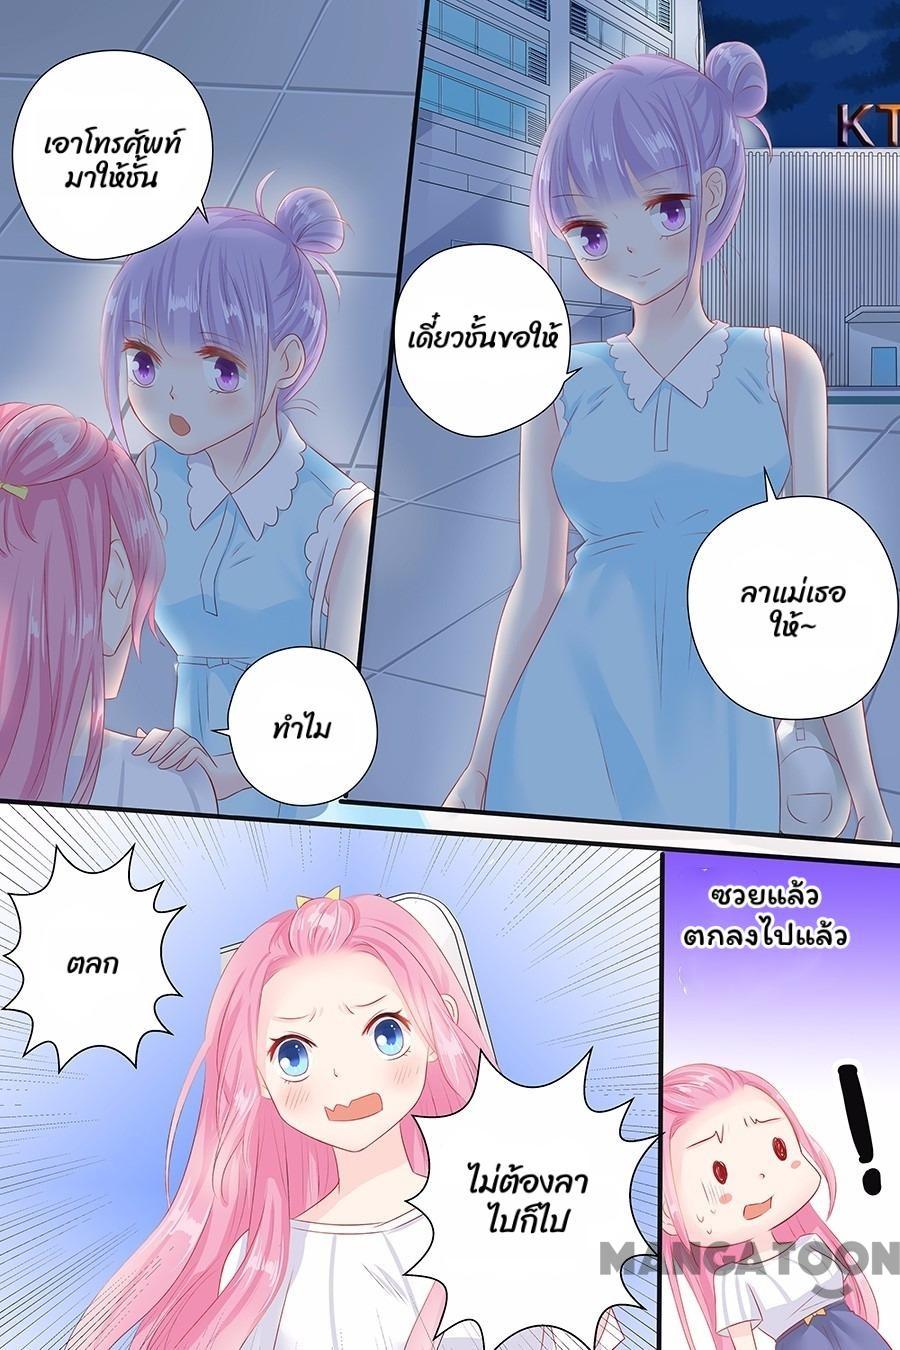 เอาโทรศัพท์
มาให้ชั้น
ทำไม
KT
เดี๋ยวชั้นขอให้
ลาแม่เธอ
ให้~
ตลก
ไม่ต้องลา
ไปก็ไป
ซวยแล้ว
ตกลงไปแล้ว
!
MANGATOON